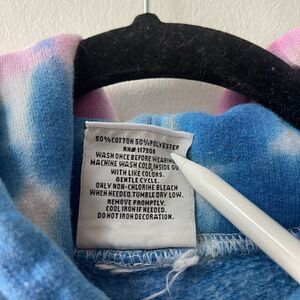 50%COTTON 50%POLYESTER
RN# 117509
WASH ONCE BEFORE WEARING
MACHINE WASH COLD, INSIDE OU
WITH LIKE COLORS.
GENTLE CYCLE.
ONLY NON-CHLORINE BLEACH
WHEN NEEDED. TUMBLE DRY LOW.
REMOVE PROMPTLY.
COOL IRON IF NEEDED.
DO NOT IRON DECORATION.